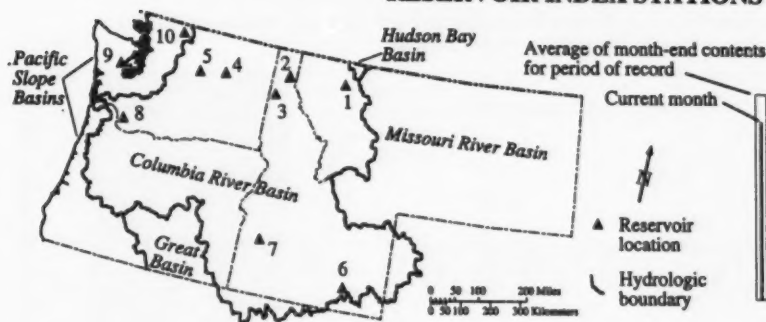 Pacific
Slope
Basins
Hudson Bay
Basin
10
9
5
4
2
3
1
8
Columbia River Basin
Missouri River Basin
Great
Basin
7
6
0 50 100 200 Miles
0 50 100 200 300 Kilometers
Average of month-end contents
for period of record
Current month
N
Reservoir
location
Hydrologic
boundary